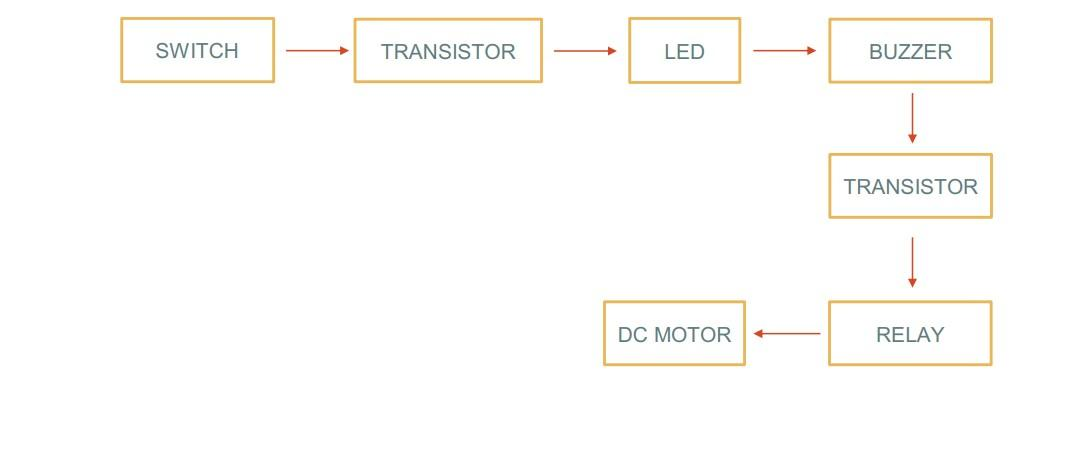 SWITCH
TRANSISTOR
LED
BUZZER
TRANSISTOR
RELAY
DC MOTOR